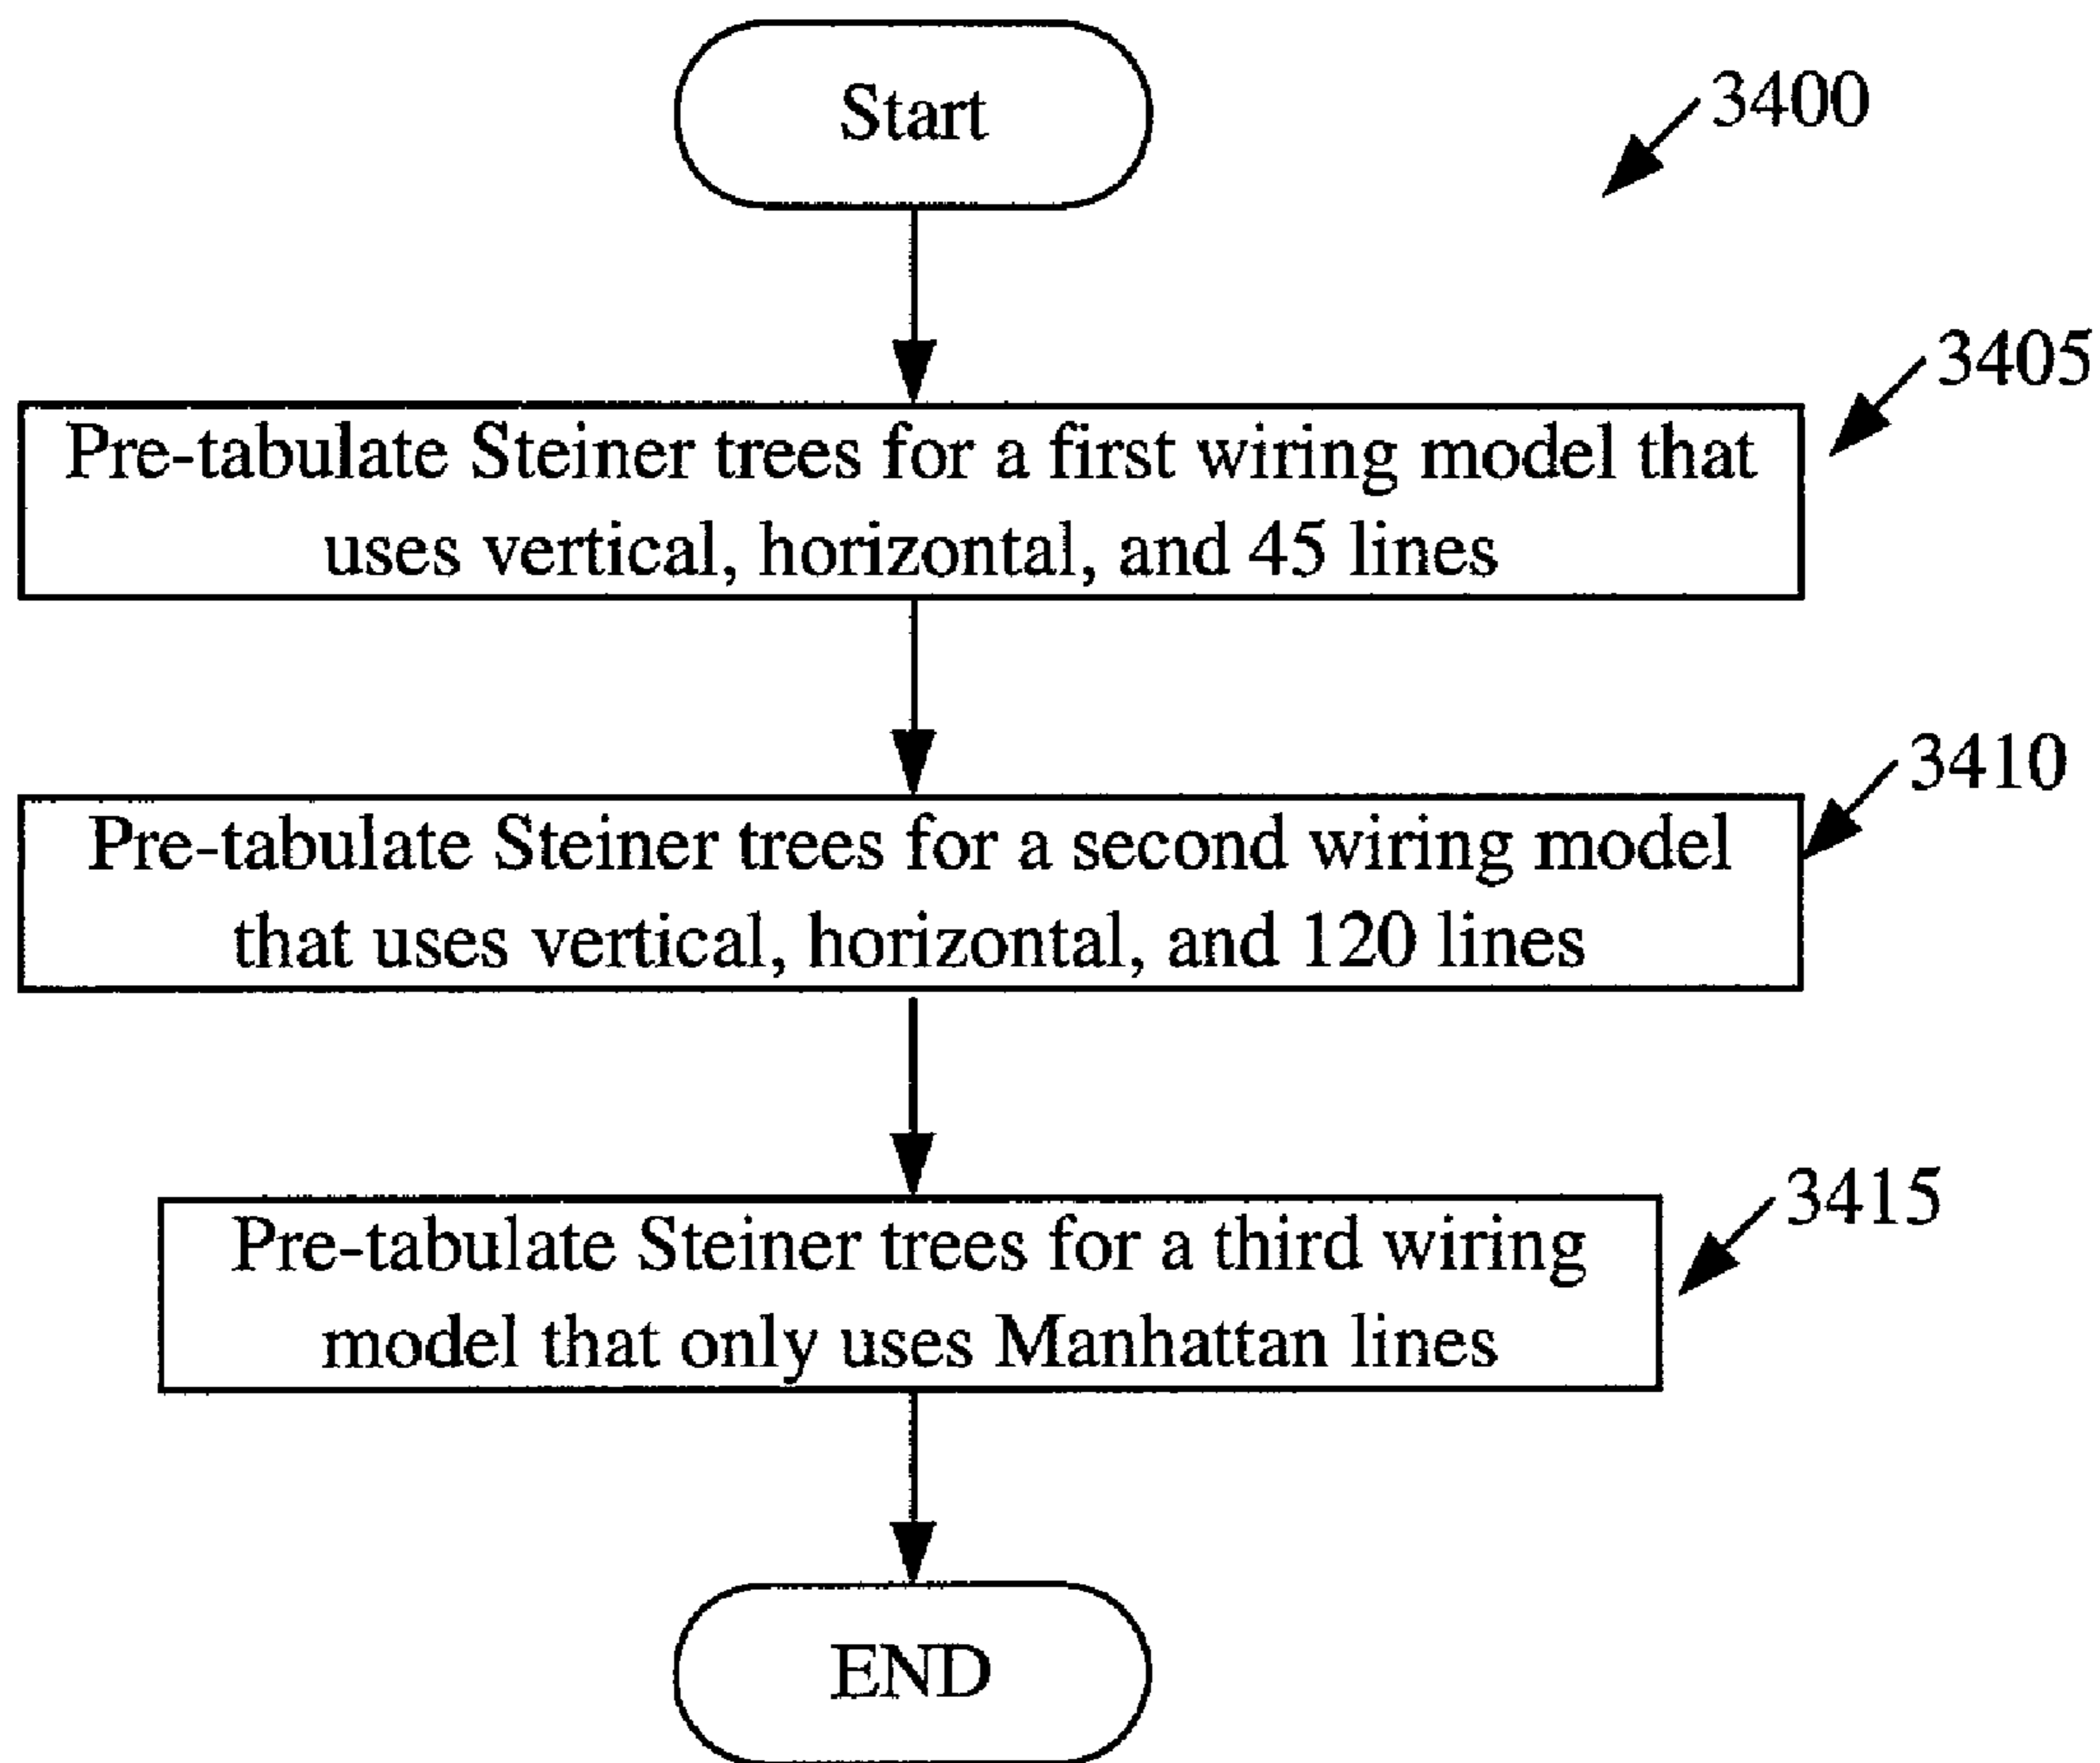 Start
3400
3405
Pre-tabulate Steiner trees for a first wiring model that
uses vertical, horizontal, and 45 lines
3410
Pre-tabulate Steiner trees for a second wiring model
that uses vertical, horizontal, and 120 lines
3415
Pre-tabulate Steiner trees for a third wiring
model that only uses Manhattan lines
END